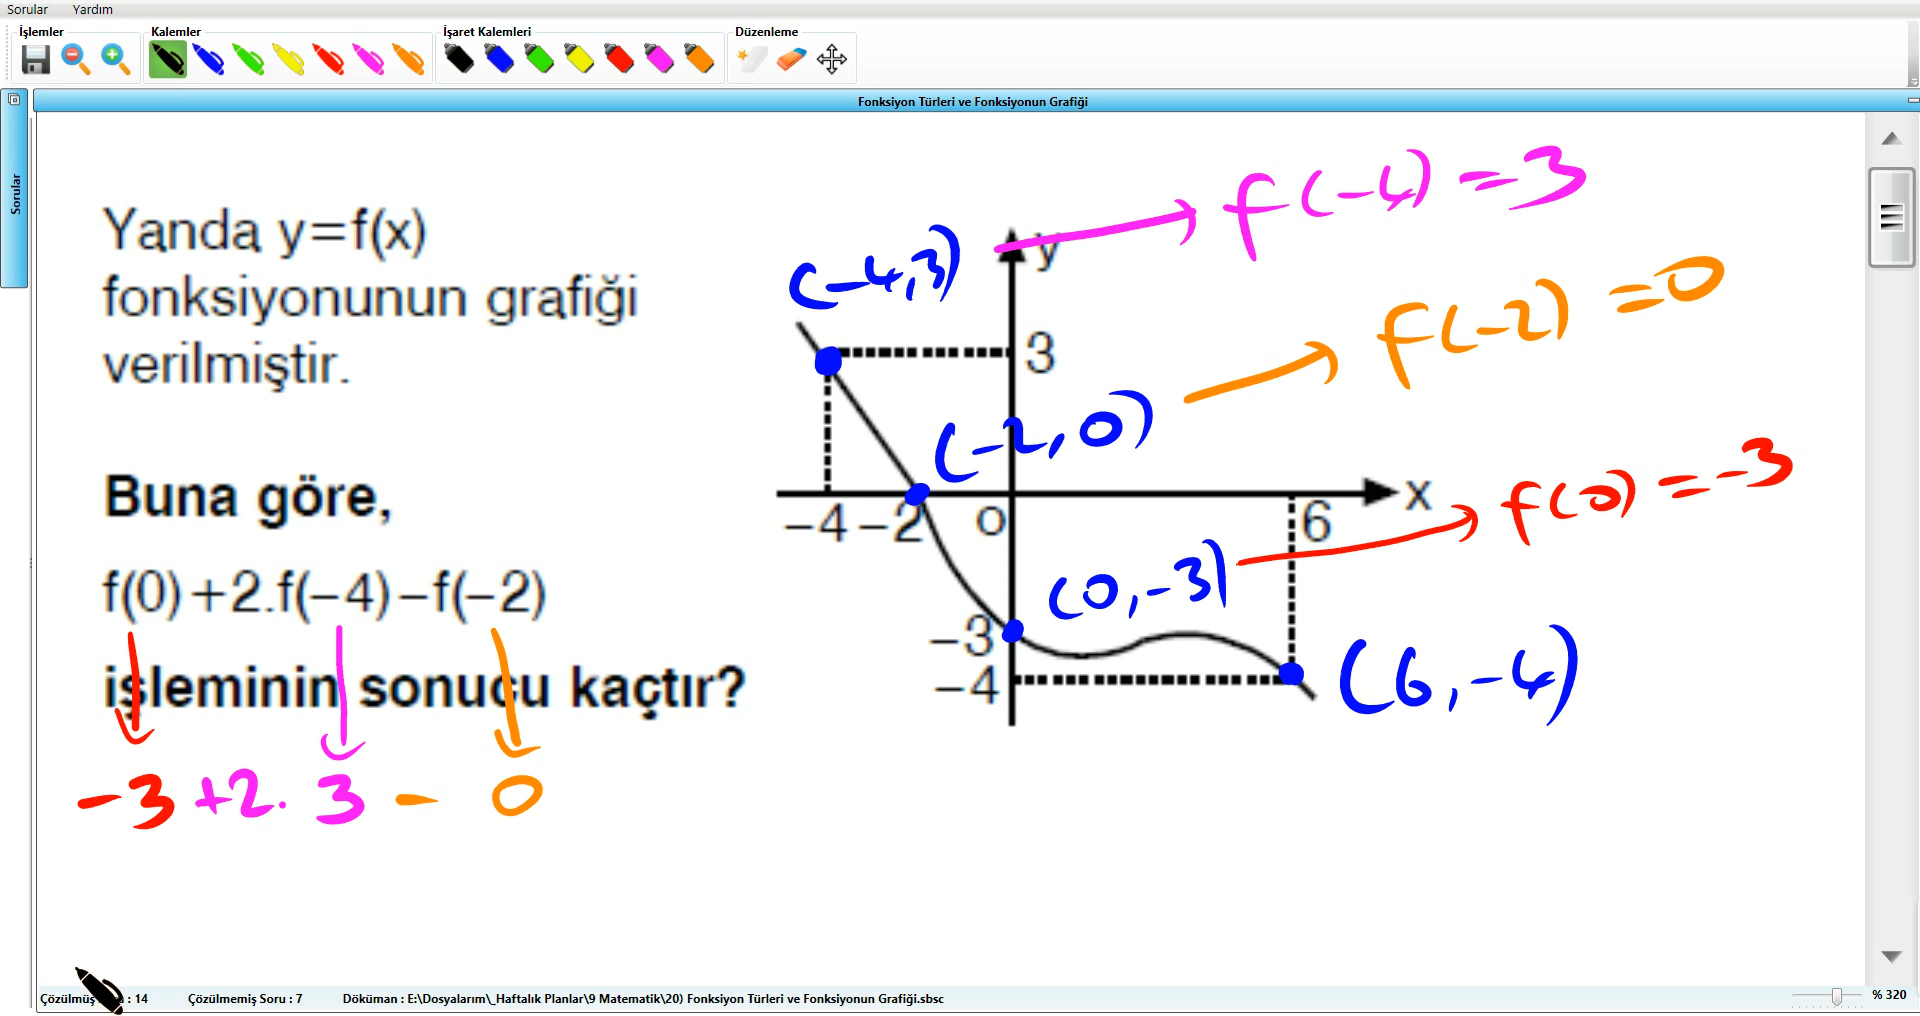 Sorular Yardım
İşlemler Kalemler İşaret Kalemleri Düzenleme
Fonksiyon Türleri ve Fonksiyonun Grafiği
Sorular
Yanda y=f(x)
fonksiyonunun grafiği
verilmiştir.
Buna göre,
f(0)+2.f(−4)−f(−2)
işleminin sonucu kaçtır?
-3 +2. 3 - 0
f(-4) =3
(-4,3) y
f(-2) =0
3
(-2,0)
f(0) = -3
x
−4 −2 O 6
(0,-3)
−3
−4 (6,-4)
Çözülmüş : 14 Çözülmemiş Soru : 7 Döküman : E:\Dosyalarım\_Haftalık Planlar\9 Matematik\20) Fonksiyon Türleri ve Fonksiyonun Grafiği.sbsc % 320